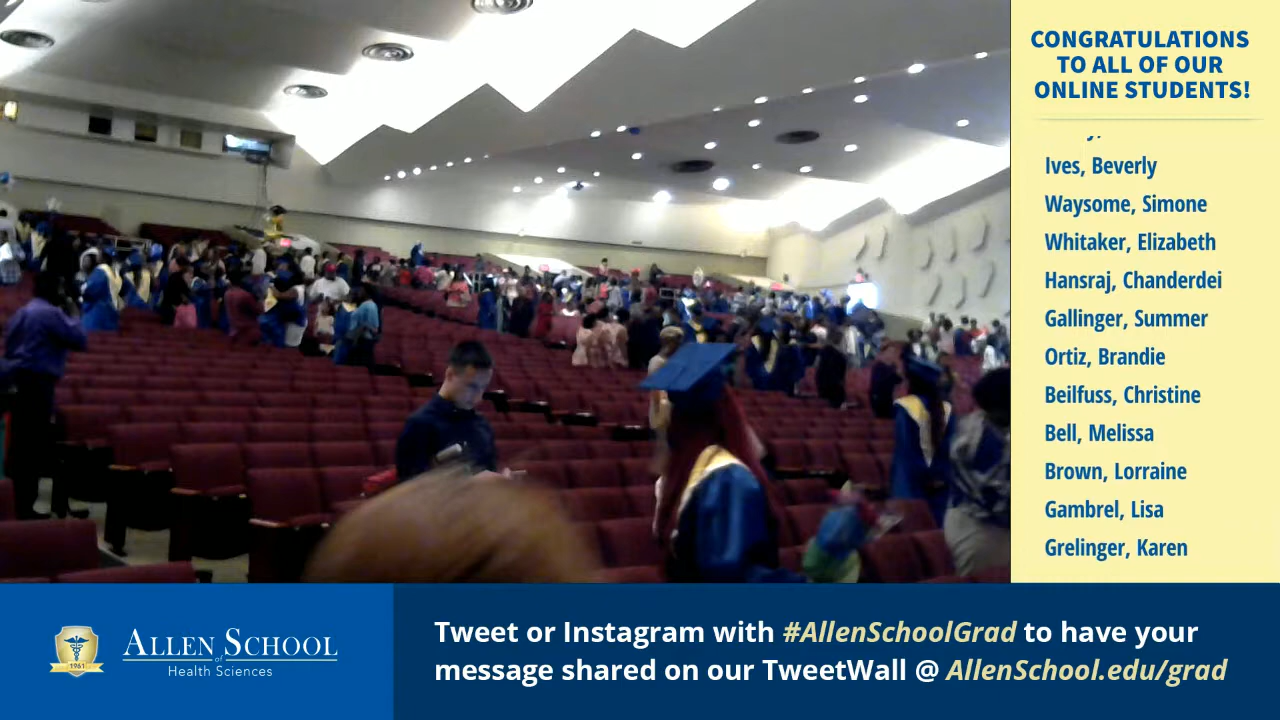 CONGRATULATIONS
TO ALL OF OUR
ONLINE STUDENTS!
Ives, Beverly
Waysome, Simone
Whitaker, Elizabeth
Hansraj, Chanderdei
Gallinger, Summer
Ortiz, Brandie
Beilfuss, Christine
Bell, Melissa
Brown, Lorraine
Gambrel, Lisa
Grelinger, Karen
1961
ALLEN SCHOOL
of
Health Sciences
Tweet or Instagram with #AllenSchoolGrad to have your
message shared on our TweetWall @ AllenSchool.edu/grad